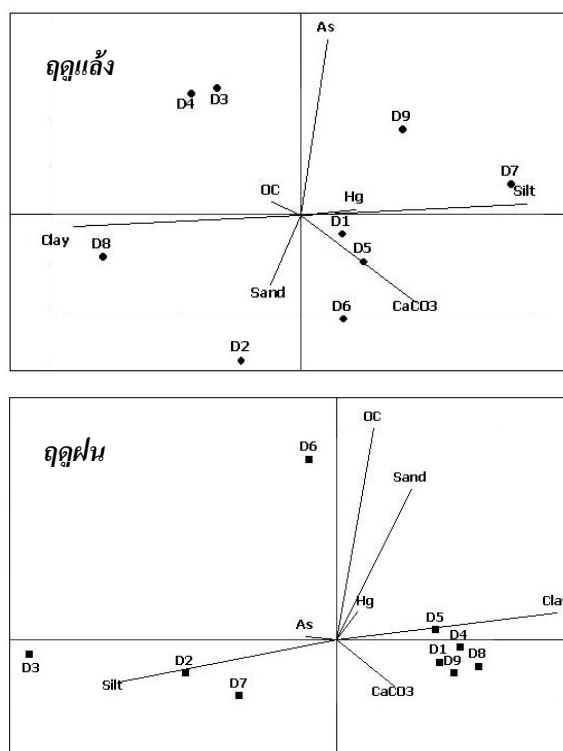 As
ฤดูแล้ง
D4 D3
D9
D7
Silt
OC
Hg
D1
Clay
D8
D5
Sand
CaCO3
D6
D2
OC
ฤดูฝน
D6
Sand
Hg
Clay
As
D5
D4
D3
D2
D1
D9
D8
Silt
D7
CaCO3